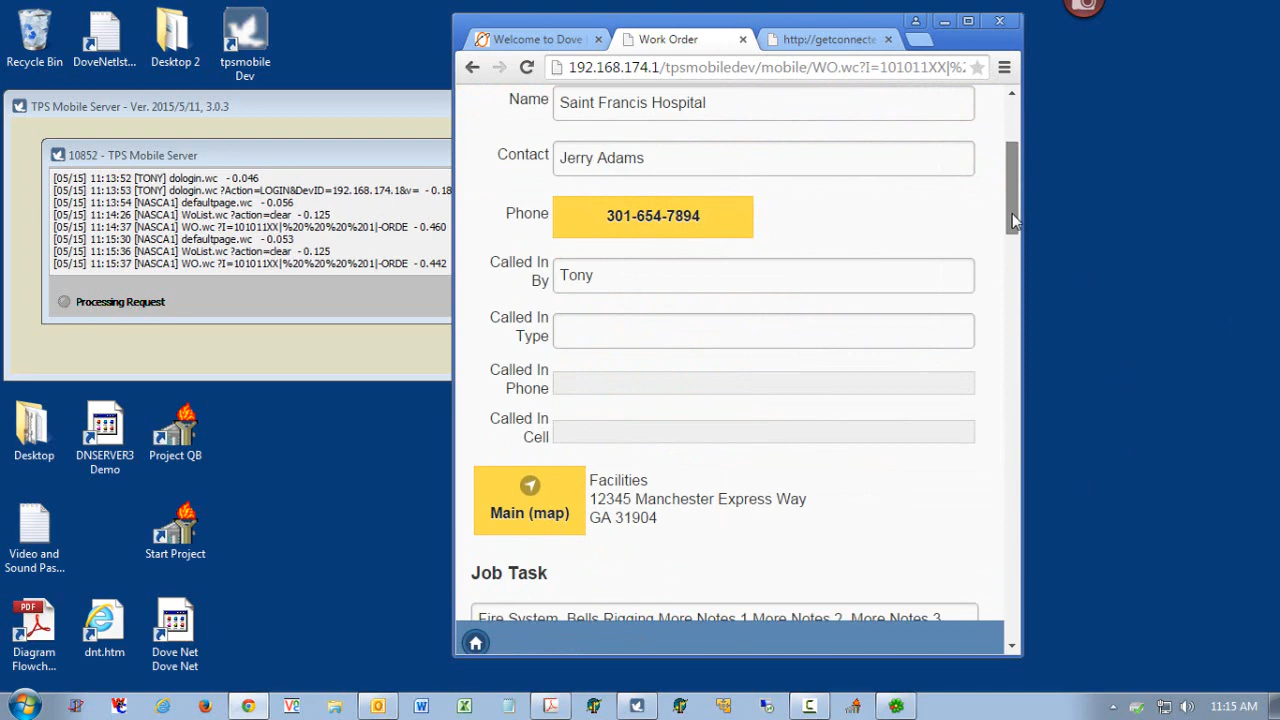 Recycle Bin
DoveNetIst...
Desktop 2
tpsmobile
Dev
TPS Mobile Server - Ver. 2015/5/11, 3.0.3
10852 - TPS Mobile Server
[05/15] 11:13:52 [TONY] dologin.wc - 0.046
[05/15] 11:13:53 [TONY] dologin.wc ?Action=LOGIN&DevID=192.168.174.1&v= - 0.18
[05/15] 11:13:54 [NASCA1] defaultpage.wc - 0.056
[05/15] 11:14:26 [NASCA1] WoList.wc ?action=clear - 0.125
[05/15] 11:14:37 [NASCA1] WO.wc ?I=101011XX|%20%20%20%201|-ORDE - 0.460
[05/15] 11:15:30 [NASCA1] defaultpage.wc - 0.053
[05/15] 11:15:36 [NASCA1] WoList.wc ?action=clear - 0.125
[05/15] 11:15:37 [NASCA1] WO.wc ?I=101011XX|%20%20%20%201|-ORDE - 0.442
Processing Request
Desktop
DNSERVER3
Demo
Project QB
Video and
Sound Pas...
Start Project
PDF
Diagram
Flowch...
dnt.htm
Dove Net
Dove Net
Welcome to Dove
Work Order
http://getconnecte
192.168.174.1/tpsmobiledev/mobile/WO.wc?I=101011XX|%2
Name
Saint Francis Hospital
Contact
Jerry Adams
Phone
301-654-7894
Called In
By
Tony
Called In
Type
Called In
Phone
Called In
Cell
Main (map)
Facilities
12345 Manchester Express Way
GA 31904
Job Task
Fire System, Bells Rigging More Notes 1 More Notes 2, More Notes 3
11:15 AM